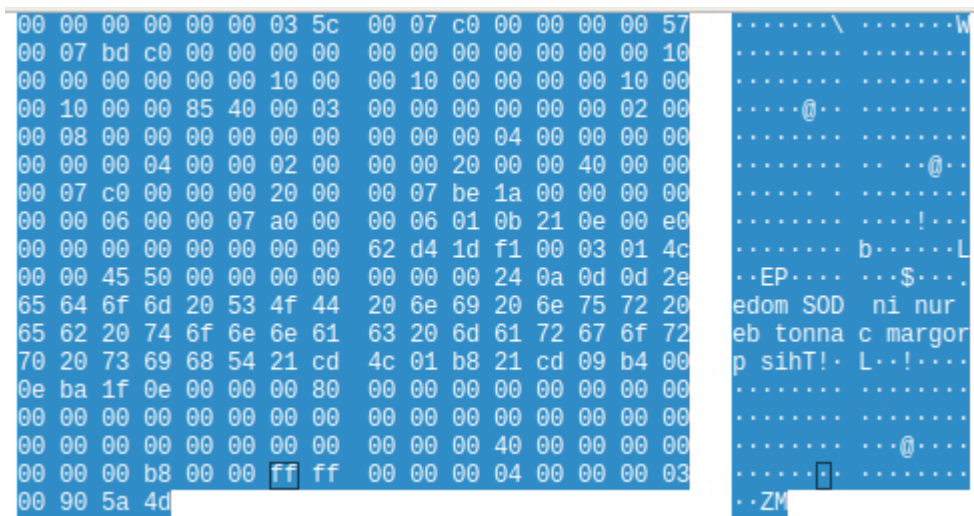 00 00 00 00 00 00 03 5c 00 07 c0 00 00 00 00 57 ·······\ ·······W
00 07 bd c0 00 00 00 00 00 00 00 00 00 00 00 10 ········ ········
00 00 00 00 00 00 10 00 00 10 00 00 00 00 10 00 ········ ········
00 10 00 00 85 40 00 03 00 00 00 00 00 00 02 00 ·····@·· ········
00 08 00 00 00 00 00 00 00 00 00 04 00 00 00 00 ········ ········
00 00 00 04 00 00 02 00 00 00 20 00 00 40 00 00 ········ ·· ··@··
00 07 c0 00 00 00 20 00 00 07 be 1a 00 00 00 00 ······ · ········
00 00 06 00 00 07 a0 00 00 06 01 0b 21 0e 00 e0 ········ ····!···
00 00 00 00 00 00 00 00 62 d4 1d f1 00 03 01 4c ········ b······L
00 00 45 50 00 00 00 00 00 00 00 24 0a 0d 0d 2e ··EP···· ···$···.
65 64 6f 6d 20 53 4f 44 20 6e 69 20 6e 75 72 20 edom SOD ni nur
65 62 20 74 6f 6e 6e 61 63 20 6d 61 72 67 6f 72 eb tonna c margor
70 20 73 69 68 54 21 cd 4c 01 b8 21 cd 09 b4 00 p sihT!· L··!····
0e ba 1f 0e 00 00 00 80 00 00 00 00 00 00 00 00 ········ ········
00 00 00 00 00 00 00 00 00 00 00 00 00 00 00 00 ········ ········
00 00 00 00 00 00 00 00 00 00 00 40 00 00 00 00 ········ ···@····
00 00 00 b8 00 00 ff ff 00 00 00 04 00 00 00 03 ········ ········
00 90 5a 4d ··ZM